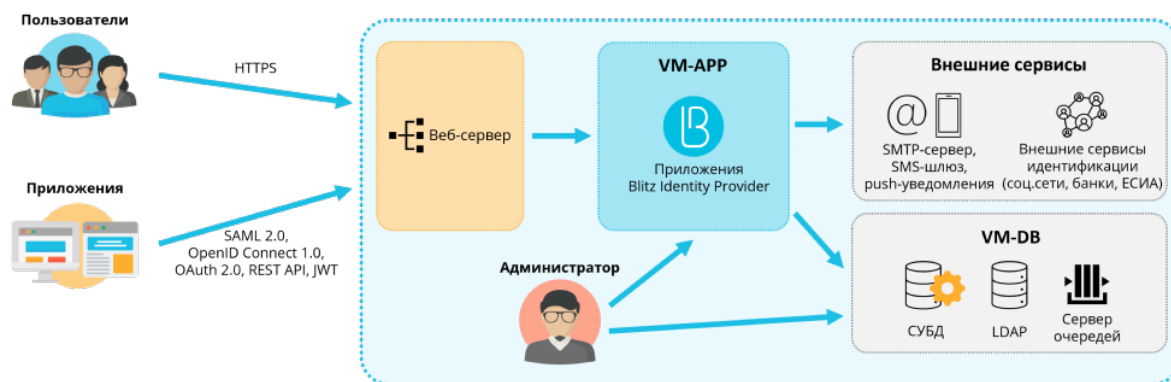 Пользователи
HTTPS
Приложения
SAML 2.0,
OpenID Connect 1.0,
OAuth 2.0, REST API, JWT
Веб-сервер
VM-APP
Приложения
Blitz Identity Provider
Администратор
Внешние сервисы
@
SMTP-сервер,
SMS-шлюз,
push-уведомления
Внешние сервисы
идентификации
(соц.сети, банки, ЕСИА)
VM-DB
СУБД
LDAP
Сервер
очередей